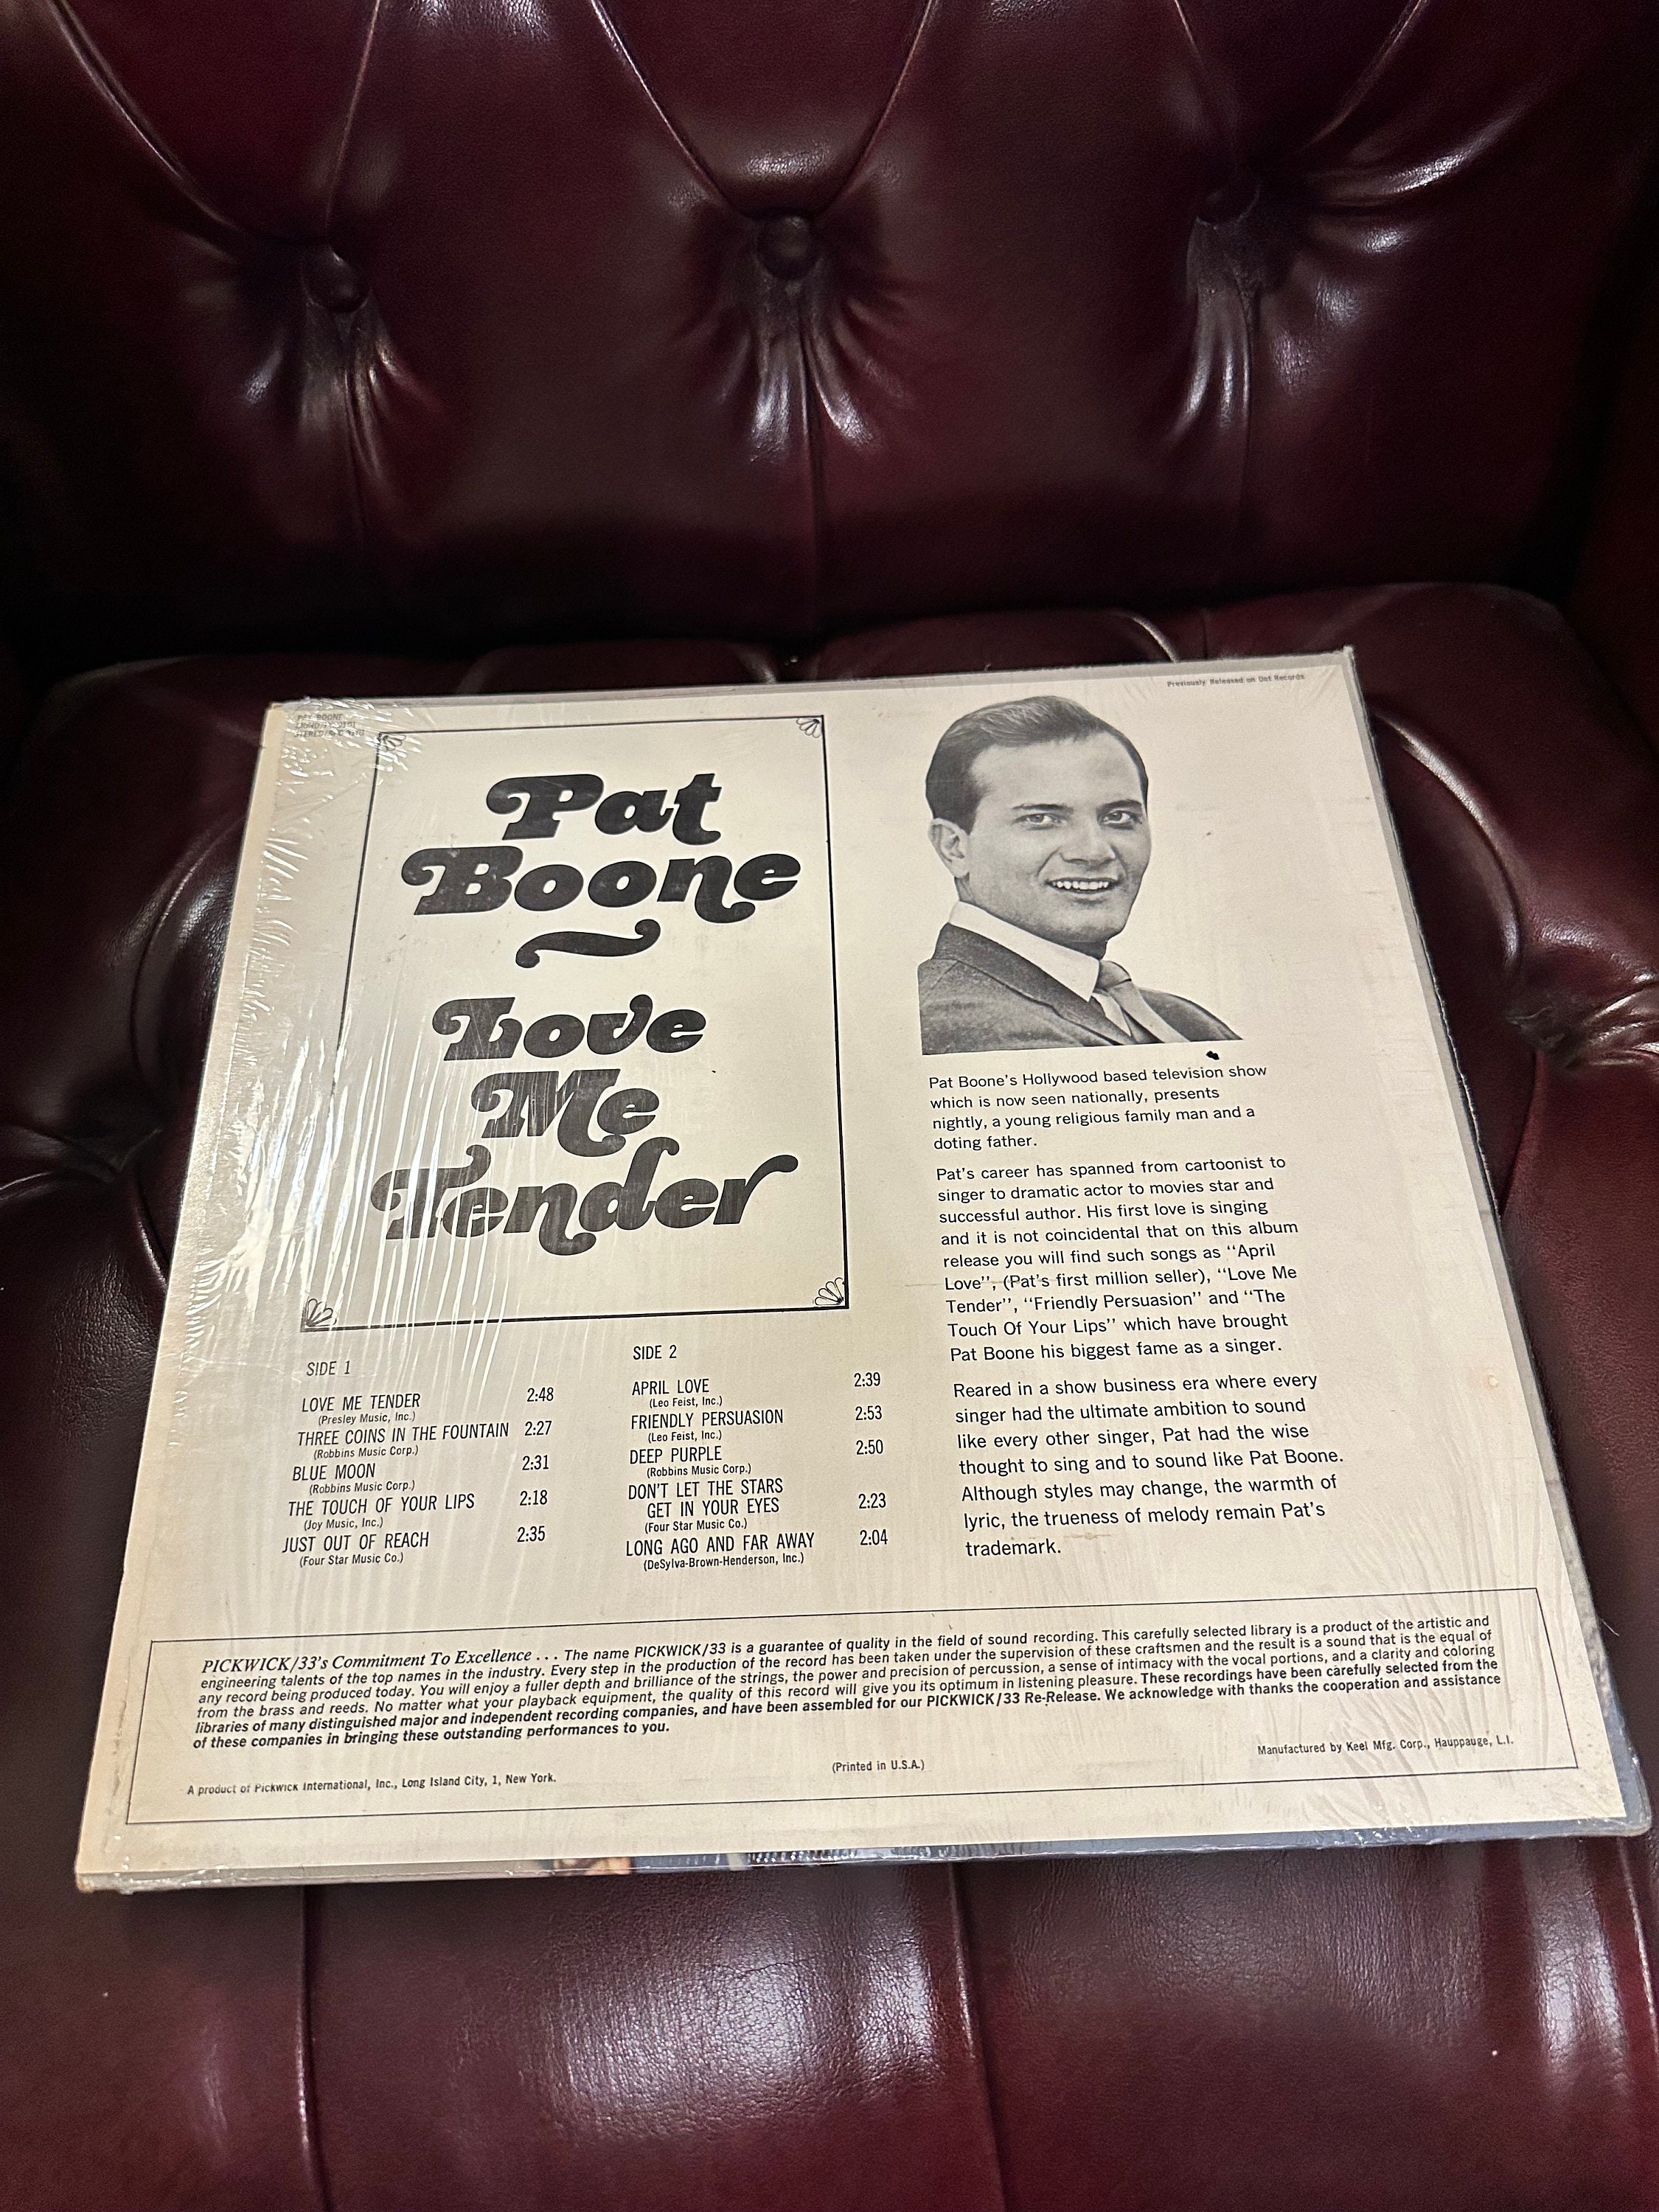 Previously Released on Dot Records
PAT BOONE
Pat
Boone
Love
Me
Tender
Pat Boone's Hollywood based television show
which is now seen nationally, presents
nightly, a young religious family man and a
doting father.
Pat's career has spanned from cartoonist to
singer to dramatic actor to movies star and
successful author. His first love is singing
and it is not coincidental that on this album
release you will find such songs as "April
Love", (Pat's first million seller), "Love Me
Tender", "Friendly Persuasion" and "The
Touch Of Your Lips" which have brought
Pat Boone his biggest fame as a singer.
Reared in a show business era where every
singer had the ultimate ambition to sound
like every other singer, Pat had the wise
thought to sing and to sound like Pat Boone.
Although styles may change, the warmth of
lyric, the trueness of melody remain Pat's
trademark.
SIDE 1
LOVE ME TENDER 2:48
(Presley Music, Inc.)
THREE COINS IN THE FOUNTAIN 2:27
(Robbins Music Corp.)
BLUE MOON 2:31
(Robbins Music Corp.)
THE TOUCH OF YOUR LIPS 2:18
(Joy Music, Inc.)
JUST OUT OF REACH 2:35
(Four Star Music Co.)
SIDE 2
APRIL LOVE 2:39
(Leo Feist, Inc.)
FRIENDLY PERSUASION 2:53
(Leo Feist, Inc.)
DEEP PURPLE 2:50
(Robbins Music Corp.)
DON'T LET THE STARS
GET IN YOUR EYES 2:23
(Four Star Music Co.)
LONG AGO AND FAR AWAY 2:04
(DeSylva-Brown-Henderson, Inc.)
PICKWICK/33's Commitment To Excellence . . . The name PICKWICK/33 is a guarantee of quality in the field of sound recording. This carefully selected library is a product of the artistic and
engineering talents of the top names in the industry. Every step in the production of the record has been taken under the supervision of these craftsmen and the result is a sound that is the equal of
any record being produced today. You will enjoy a fuller depth and brilliance of the strings, the power and precision of percussion, a sense of intimacy with the vocal portions, and a clarity and coloring
from the brass and reeds. No matter what your playback equipment, the quality of this record will give you its optimum in listening pleasure. These recordings have been carefully selected from the
libraries of many distinguished major and independent recording companies, and have been assembled for our PICKWICK/33 Re-Release. We acknowledge with thanks the cooperation and assistance
of these companies in bringing these outstanding performances to you.
A product of Pickwick International, Inc., Long Island City, 1, New York.
(Printed in U.S.A.)
Manufactured by Keel Mfg. Corp., Hauppauge, L.I.